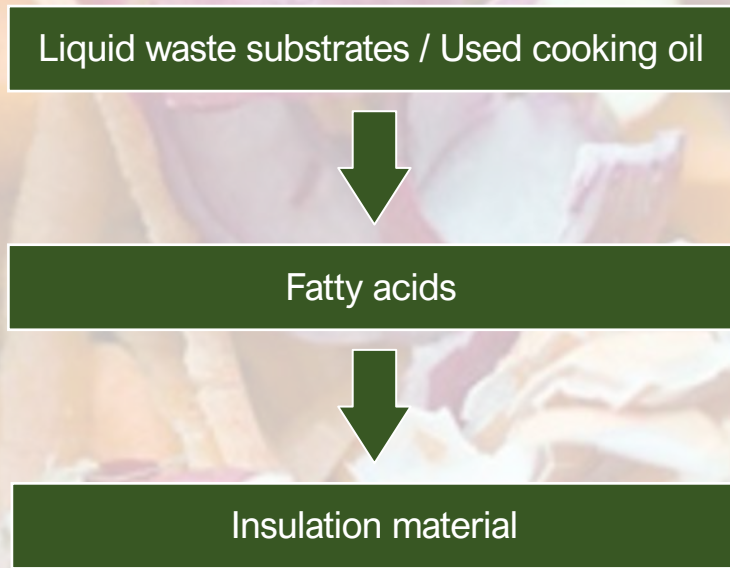 Liquid waste substrates / Used cooking oil
Fatty acids
Insulation material